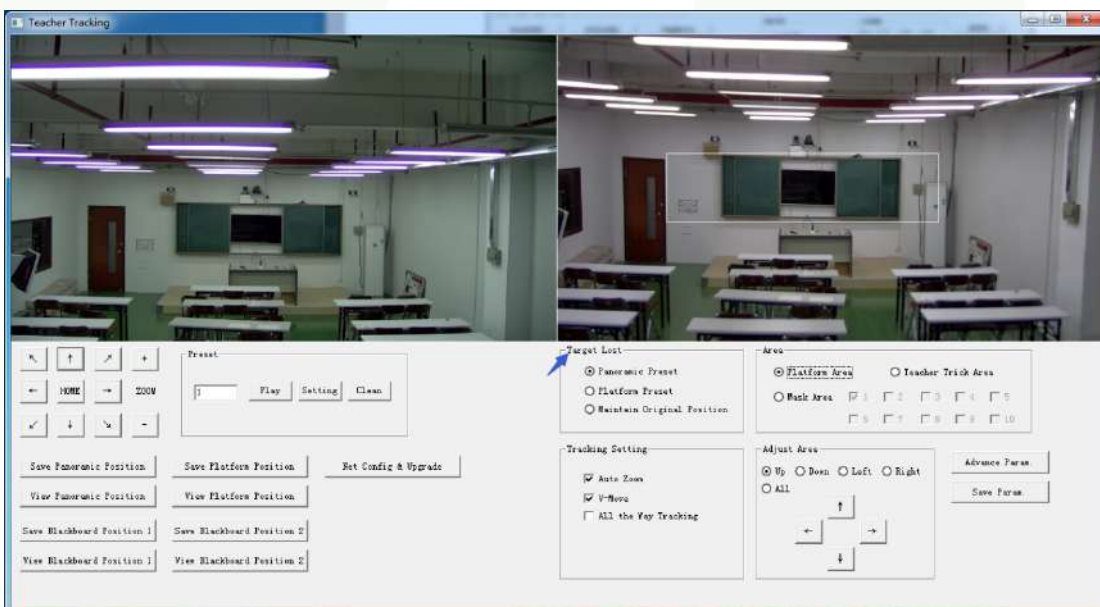 Teacher Tracking
Preset
+
HOME
ZOOM
1
Play
Setting
Clean
-
Save Panoramic Position
Save Platform Position
Net Config & Upgrade
View Panoramic Position
View Platform Position
Save Blackboard Position 1
Save Blackboard Position 2
View Blackboard Position 1
View Blackboard Position 2
Target Lost
Panoramic Preset
Platform Preset
Maintain Original Position
Area
Platform Area
Teacher Trick Area
Mask Area
1 2 3 4 5
6 7 8 9 10
Tracking Setting
Auto Zoom
V-Move
All the Way Tracking
Adjust Area
Up Down Left Right
All
Advance Param.
Save Param.